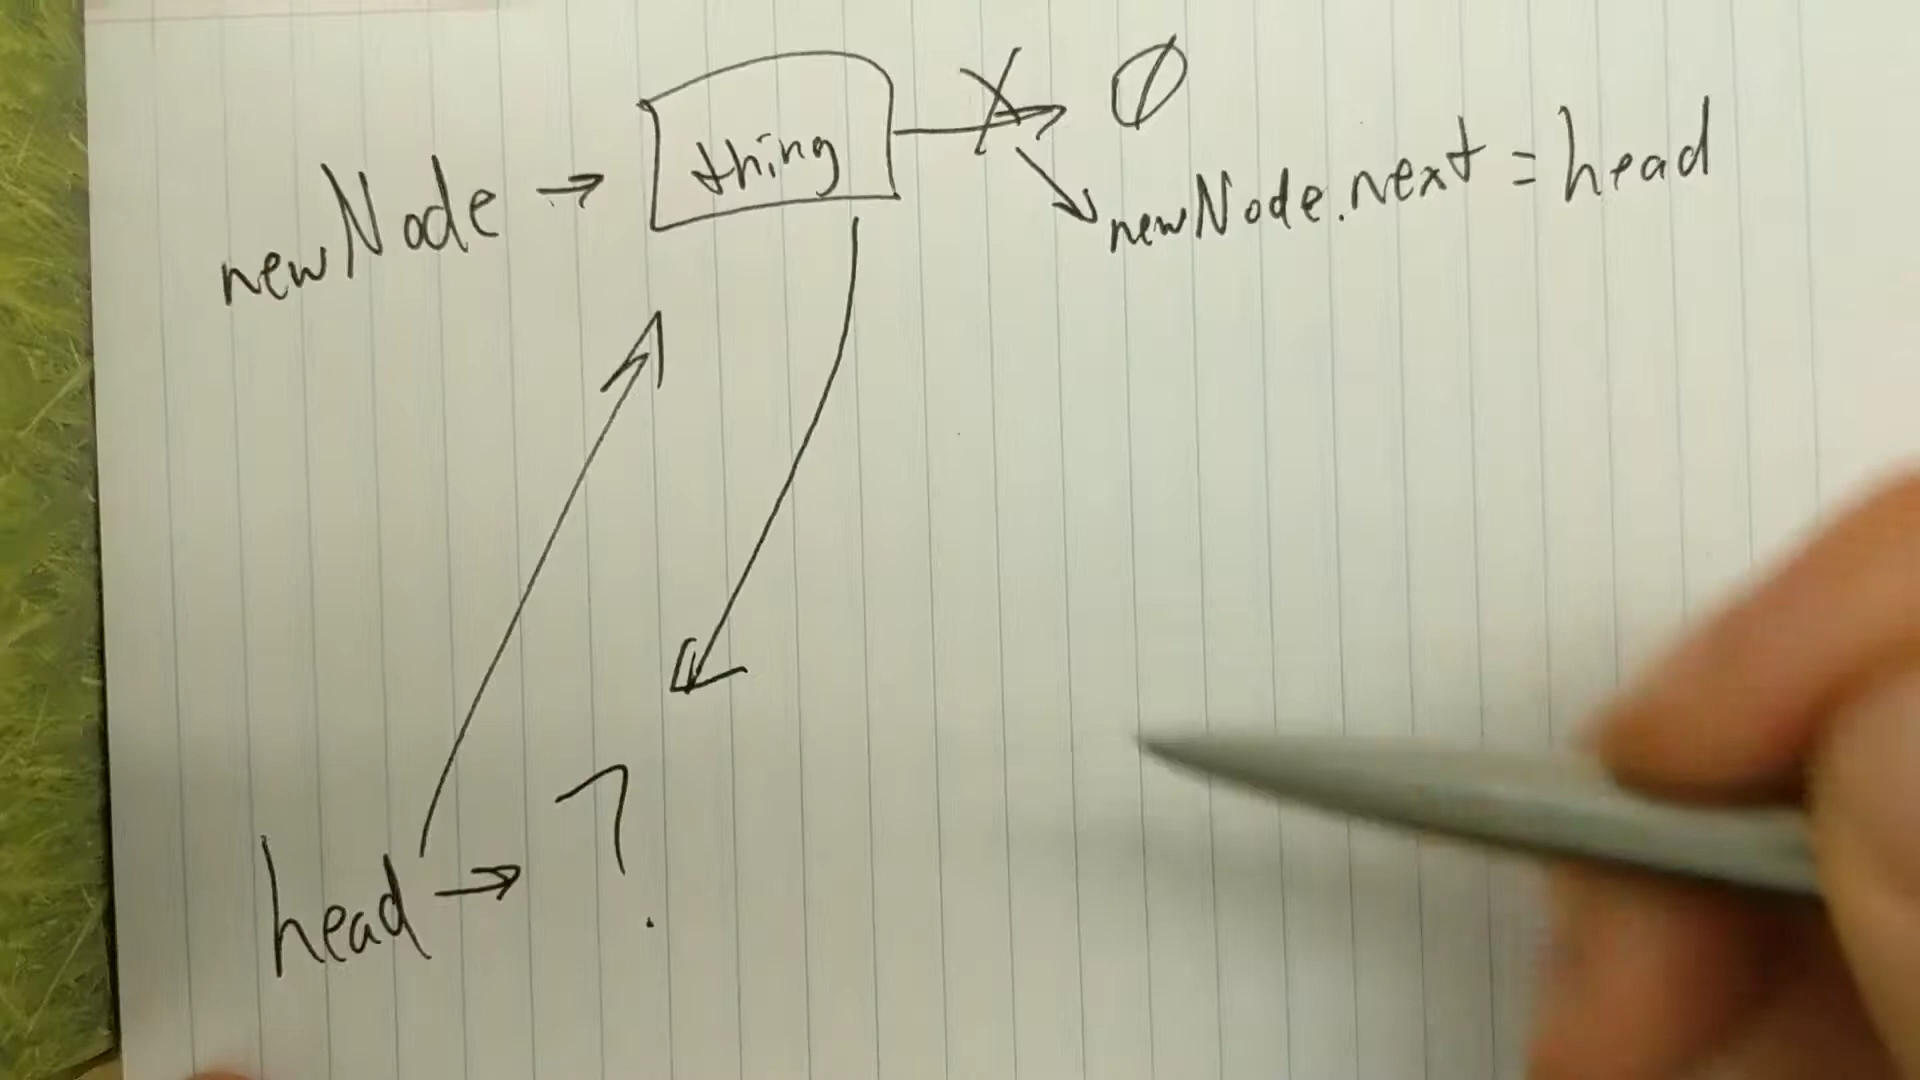 newNode → thing → Ø
newNode.next = head
head → ?